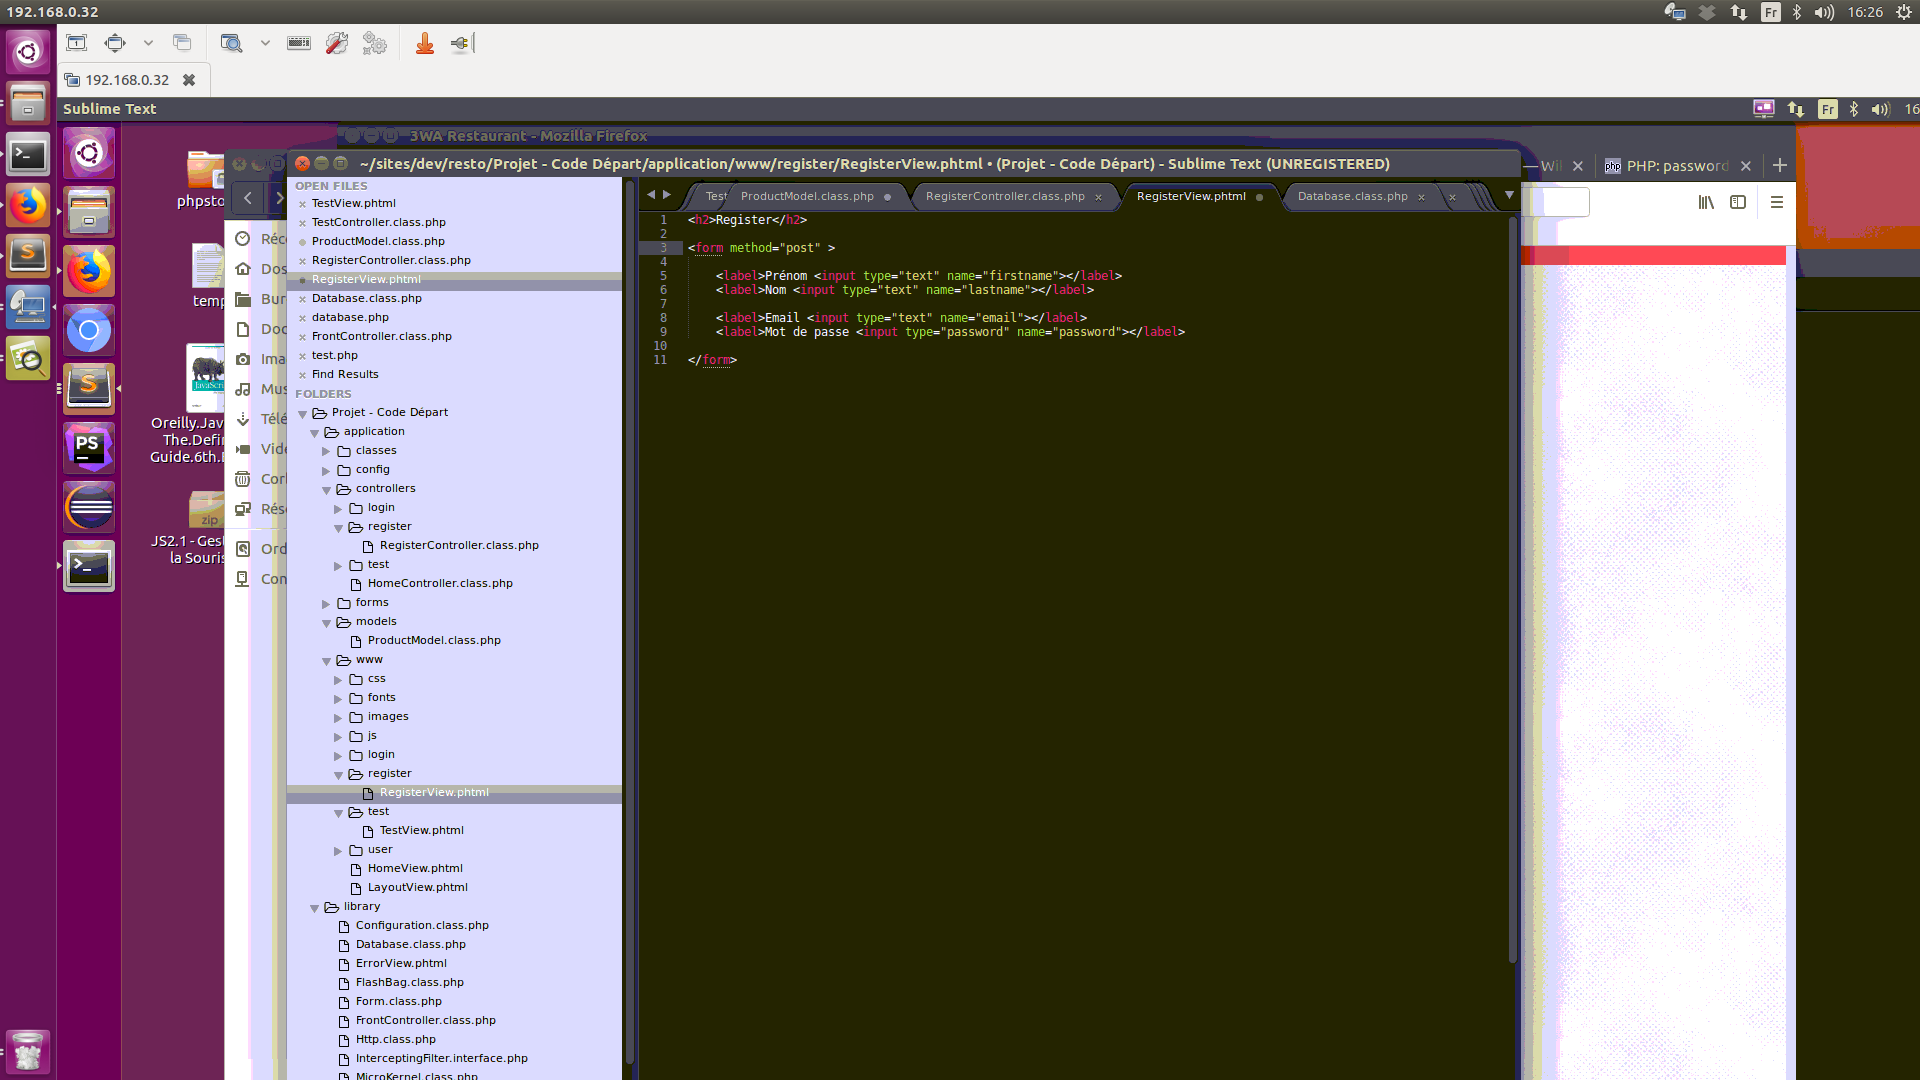 192.168.0.32
Fr
16:26
192.168.0.32
Sublime Text
Fr
16
3WA Restaurant - Mozilla Firefox
~/sites/dev/resto/Projet - Code Départ/application/www/register/RegisterView.phtml • (Projet - Code Départ) - Sublime Text (UNREGISTERED)
Wil
php PHP: password
phpsto
temp
Oreilly.Jav
The.Defin
Guide.6th.
zip
JS2.1 - Gest
la Souris
Réc
Dos
Bur
Doc
Ima
Mus
Télé
Vidé
Corb
Rése
Ord
Con
OPEN FILES
TestView.phtml
TestController.class.php
ProductModel.class.php
RegisterController.class.php
RegisterView.phtml
Database.class.php
database.php
FrontController.class.php
test.php
Find Results
FOLDERS
Projet - Code Départ
application
classes
config
controllers
login
register
RegisterController.class.php
test
HomeController.class.php
forms
models
ProductModel.class.php
www
css
fonts
images
js
login
register
RegisterView.phtml
test
TestView.phtml
user
HomeView.phtml
LayoutView.phtml
library
Configuration.class.php
Database.class.php
ErrorView.phtml
FlashBag.class.php
Form.class.php
FrontController.class.php
Http.class.php
InterceptingFilter.interface.php
MicroKernel.class.php
Test
ProductModel.class.php
RegisterController.class.php
RegisterView.phtml
Database.class.php
1 <h2>Register</h2>
2
3 <form method="post" >
4
5 <label>Prénom <input type="text" name="firstname"></label>
6 <label>Nom <input type="text" name="lastname"></label>
7
8 <label>Email <input type="text" name="email"></label>
9 <label>Mot de passe <input type="password" name="password"></label>
10
11 </form>